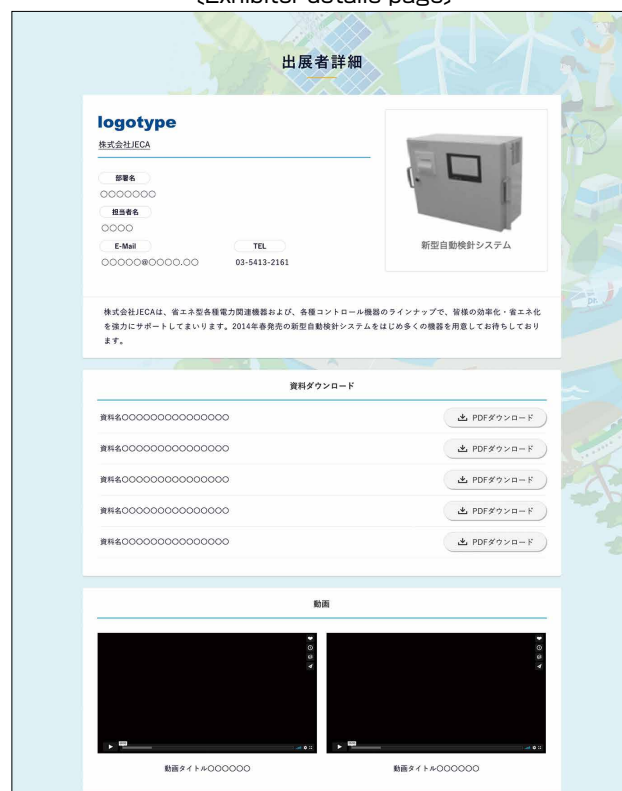 (Exhibiter details page)
出展者詳細
logotype
株式会社JECA
部署名
○○○○○○○
担当者名
○○○○
E-Mail
TEL
○○○○○@○○○○.○○
03-5413-2161
新型自動検針システム
株式会社JECAは、省エネ型各種電力関連機器および、各種コントロール機器のラインナップで、皆様の効率化・省エネ化
を強力にサポートしてまいります。2014年春発売の新型自動検針システムをはじめ多くの機器を用意してお待ちしており
ます。
資料ダウンロード
資料名○○○○○○○○○○○○○○○
PDFダウンロード
資料名○○○○○○○○○○○○○○○
PDFダウンロード
資料名○○○○○○○○○○○○○○○
PDFダウンロード
資料名○○○○○○○○○○○○○○○
PDFダウンロード
資料名○○○○○○○○○○○○○○○
PDFダウンロード
動画
動画タイトル○○○○○○
動画タイトル○○○○○○